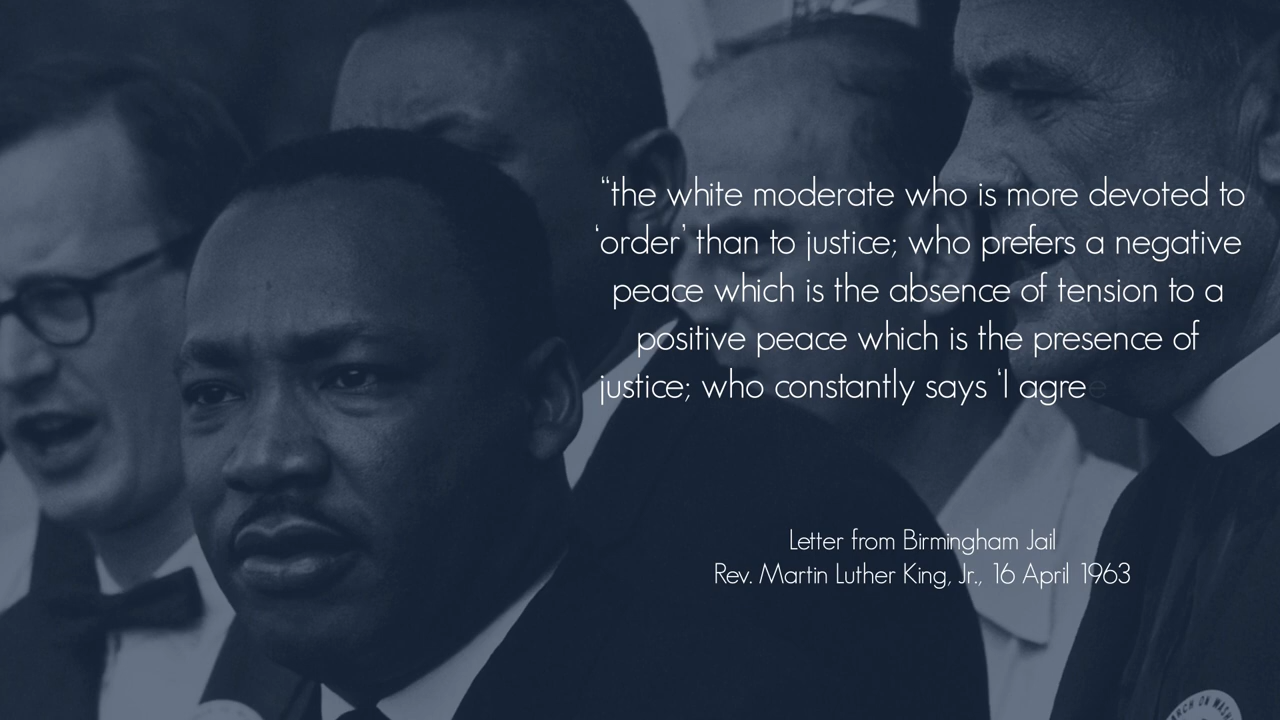 “the white moderate who is more devoted to
‘order’ than to justice; who prefers a negative
peace which is the absence of tension to a
positive peace which is the presence of
justice; who constantly says ‘I agree
Letter from Birmingham Jail
Rev. Martin Luther King, Jr., 16 April 1963